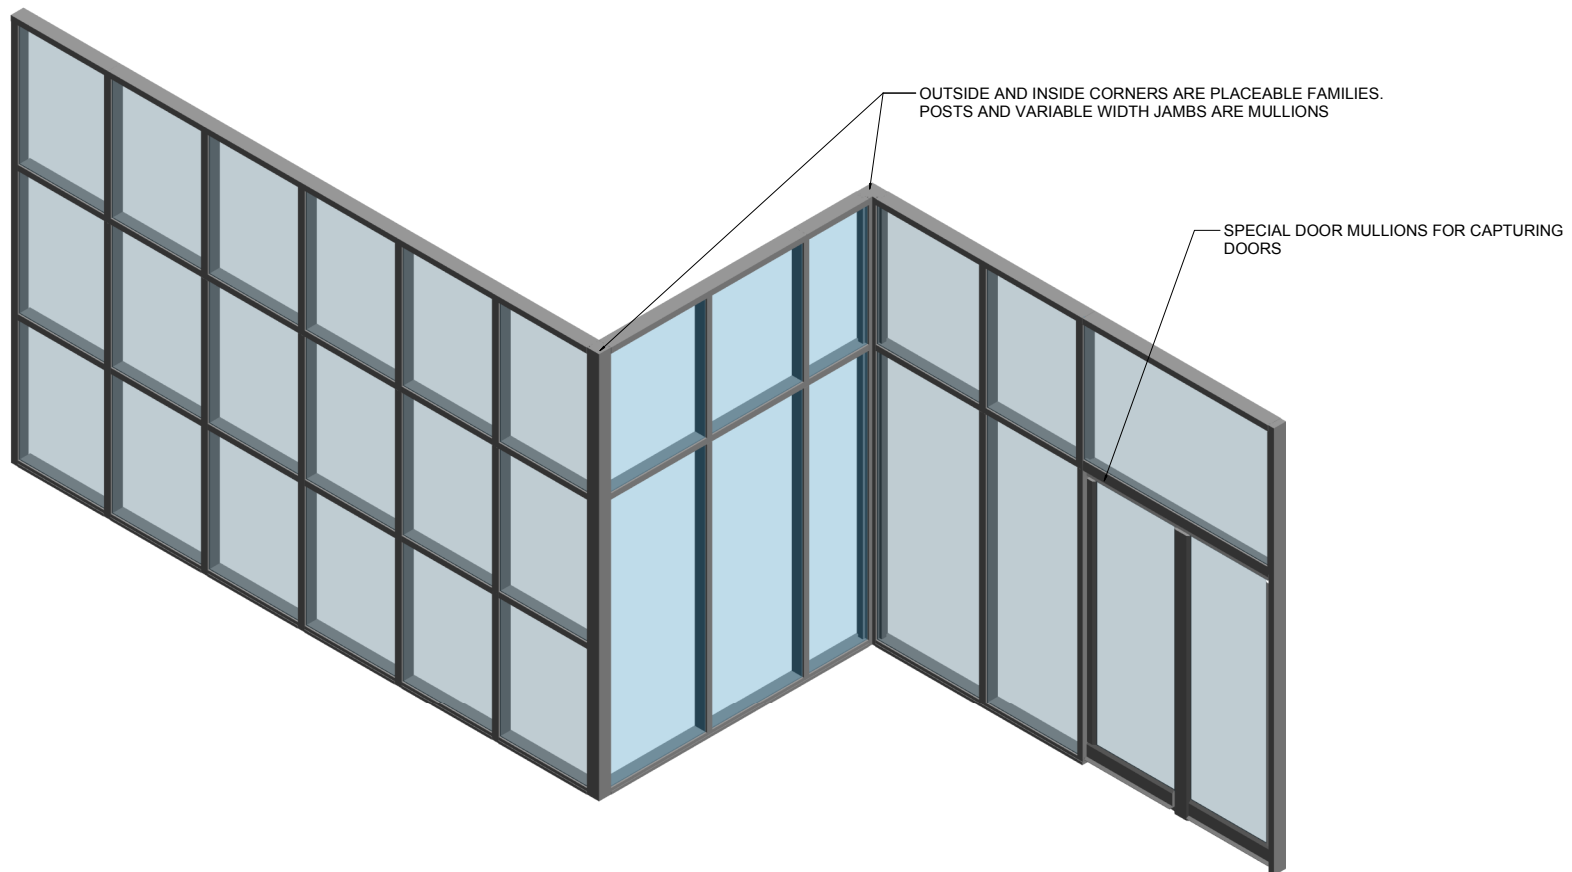 OUTSIDE AND INSIDE CORNERS ARE PLACEABLE FAMILIES.
POSTS AND VARIABLE WIDTH JAMBS ARE MULLIONS
SPECIAL DOOR MULLIONS FOR CAPTURING
DOORS